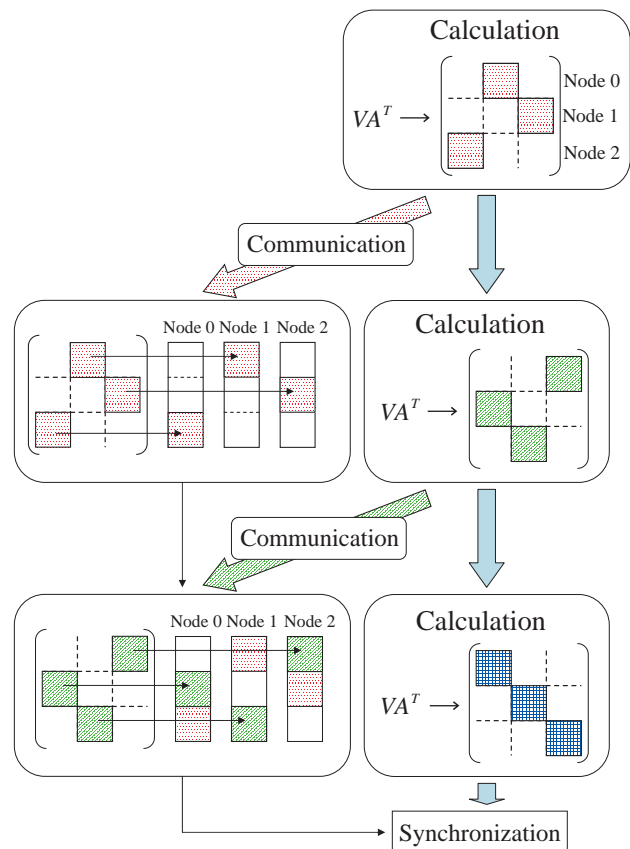 Calculation
Node 0
VA^T → Node 1
Node 2
Communication
Node 0 Node 1 Node 2
Calculation
VA^T →
Communication
Node 0 Node 1 Node 2
Calculation
VA^T →
Synchronization